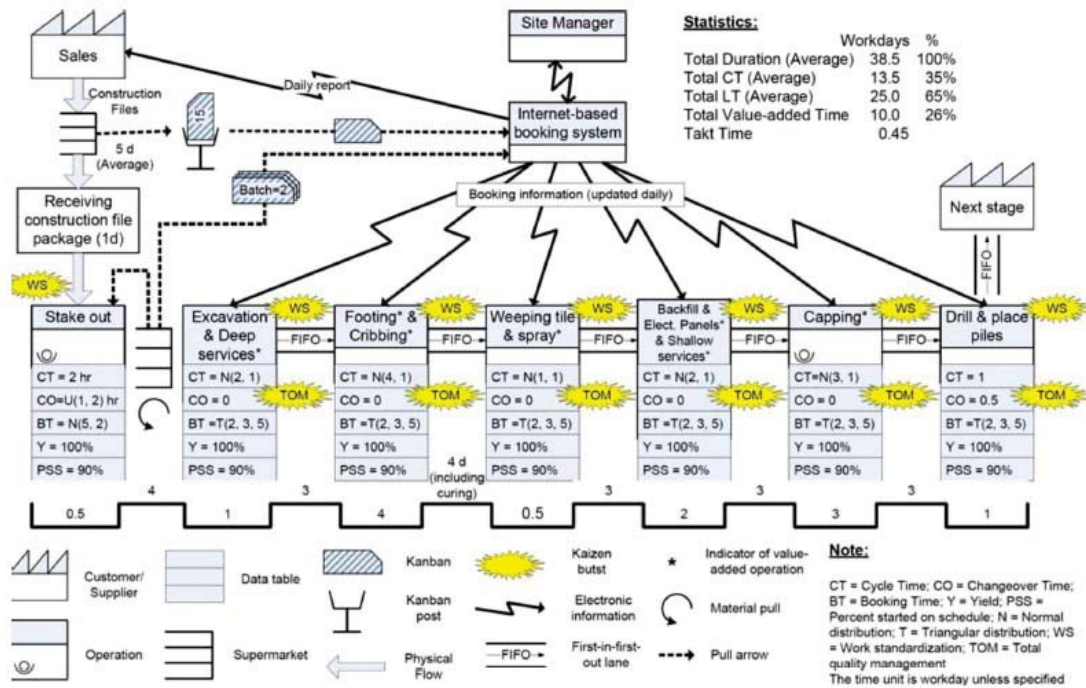 Sales
Construction
Files
5 d
(Average)
15
Batch=2
Receiving
construction file
package (1d)
Daily report
Site Manager
Internet-based
booking system
Booking information (updated daily)
Statistics:
Workdays %
Total Duration (Average) 38.5 100%
Total CT (Average) 13.5 35%
Total LT (Average) 25.0 65%
Total Value-added Time 10.0 26%
Takt Time 0.45
Next stage
FIFO
WS
Stake out
CT = 2 hr
CO=U(1, 2) hr
BT = N(5, 2)
Y = 100%
PSS = 90%
Excavation
& Deep
services*
CT = N(2, 1)
CO = 0
BT =T(2, 3, 5)
Y = 100%
PSS = 90%
WS
FIFO
TOM
Footing* &
Cribbing*
CT = N(4, 1)
CO = 0
BT =T(2, 3, 5)
Y = 100%
PSS = 90%
WS
FIFO
TOM
Weeping tile
& spray*
CT = N(1, 1)
CO = 0
BT =T(2, 3, 5)
Y = 100%
PSS = 90%
WS
FIFO
TOM
Backfill &
Elect. Panels*
& Shallow
services*
CT = N(2, 1)
CO = 0
BT =T(2, 3, 5)
Y = 100%
PSS = 90%
WS
FIFO
TOM
Capping*
CT=N(3, 1)
CO = 0
BT =T(2, 3, 5)
Y = 100%
PSS = 90%
WS
FIFO
TOM
Drill & place
piles
CT = 1
CO = 0.5
BT =T(2, 3, 5)
Y = 100%
PSS = 90%
WS
TOM
4 3 4 d
(including
curing) 3 3 3
0.5 1 4 0.5 2 3 1
Customer/
Supplier
Data table
Kanban
Kaizen
butst
*
Indicator of value-
added operation
Kanban
post
Electronic
information
Material pull
Operation
Supermarket
Physical
Flow
FIFO
First-in-first-
out lane
Pull arrow
Note:
CT = Cycle Time; CO = Changeover Time;
BT = Booking Time; Y = Yield; PSS =
Percent started on schedule; N = Normal
distribution; T = Triangular distribution; WS
= Work standardization; TOM = Total
quality management
The time unit is workday unless specified